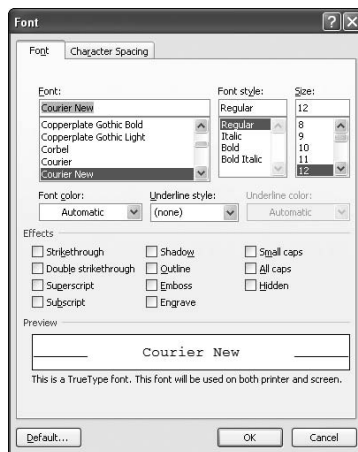 Font
Font Character Spacing
Font: Font style: Size:
Courier New Regular 12
Copperplate Gothic Bold Regular 8
Copperplate Gothic Light Italic 9
Corbel Bold 10
Courier Bold Italic 11
Courier New 12
Font color: Underline style: Underline color:
Automatic (none) Automatic
Effects
Strikethrough Shadow Small caps
Double strikethrough Outline All caps
Superscript Emboss Hidden
Subscript Engrave
Preview
Courier New
This is a TrueType font. This font will be used on both printer and screen.
Default... OK Cancel